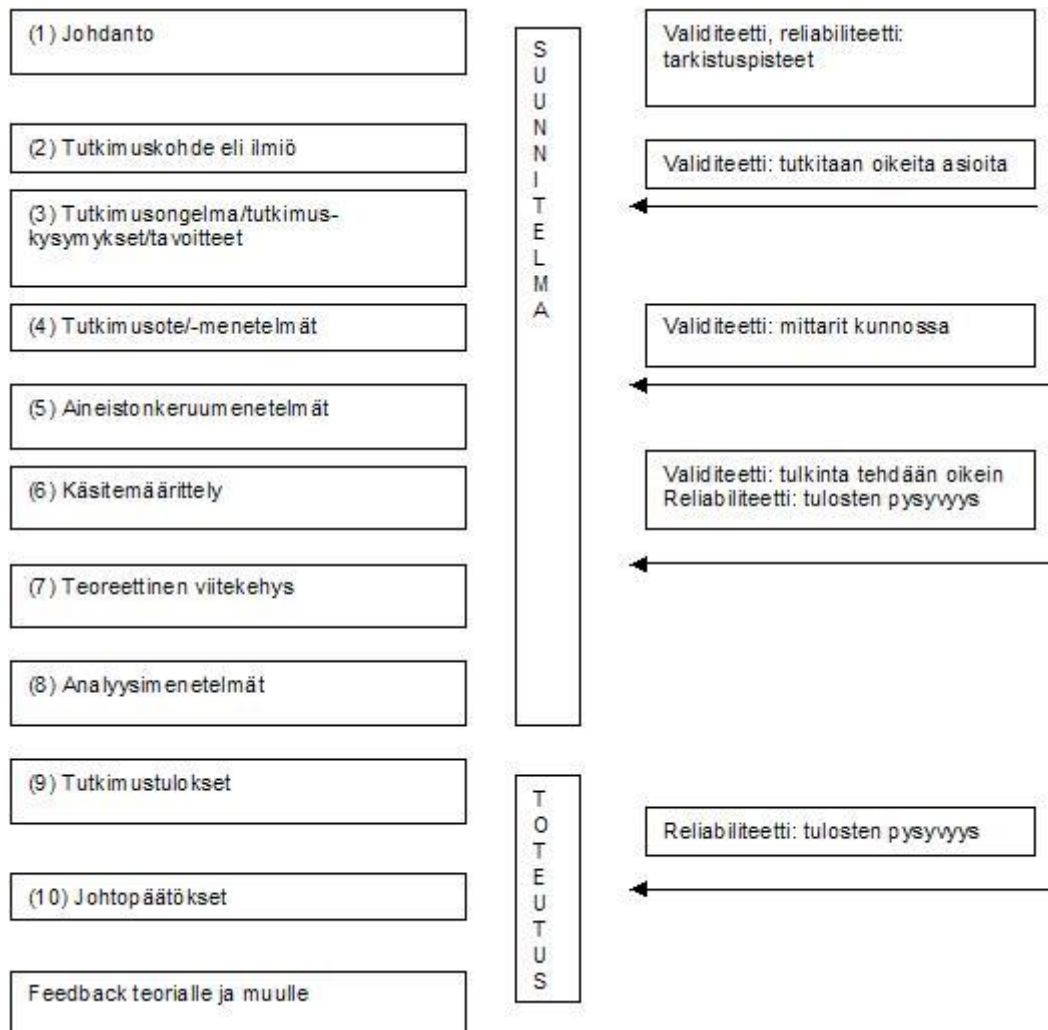 (1) Johdanto
(2) Tutkimuskohde eli ilmiö
(3) Tutkimusongelma/tutkimus-
kysymykset/tavoitteet
(4) Tutkimusote/-menetelmät
(5) Aineistonkeruumenetelmät
(6) Käsitemäärittely
(7) Teoreettinen viitekehys
(8) Analyysimenetelmät
(9) Tutkimustulokset
(10) Johtopäätökset
Feedback teorialle ja muulle
SUUNNITELMA
TOTEUTUS
Validiteetti, reliabiliteetti:
tarkistuspisteet
Validiteetti: tutkitaan oikeita asioita
Validiteetti: mittarit kunnossa
Validiteetti: tulkinta tehdään oikein
Reliabiliteetti: tulosten pysyvyys
Reliabiliteetti: tulosten pysyvyys